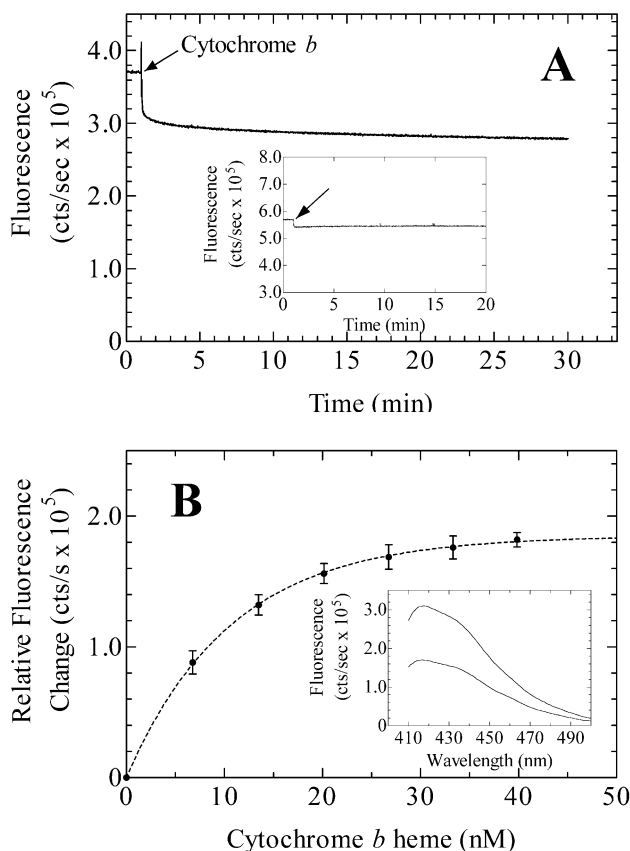 A
Cytochrome b
Fluorescence
(cts/sec x 10^5)
4.0
3.0
2.0
1.0
0
0
5
10
15
20
25
30
Time (min)
Fluorescence
(cts/sec x 10^5)
8.0
7.0
6.0
5.0
4.0
3.0
0
5
10
15
20
Time (min)
B
Relative Fluorescence
Change (cts/s x 10^5)
2.0
1.0
0
0
10
20
30
40
50
Cytochrome b heme (nM)
Fluorescence
(cts/sec x 10^5)
3.0
2.0
1.0
0
410
430
450
470
490
Wavelength (nm)